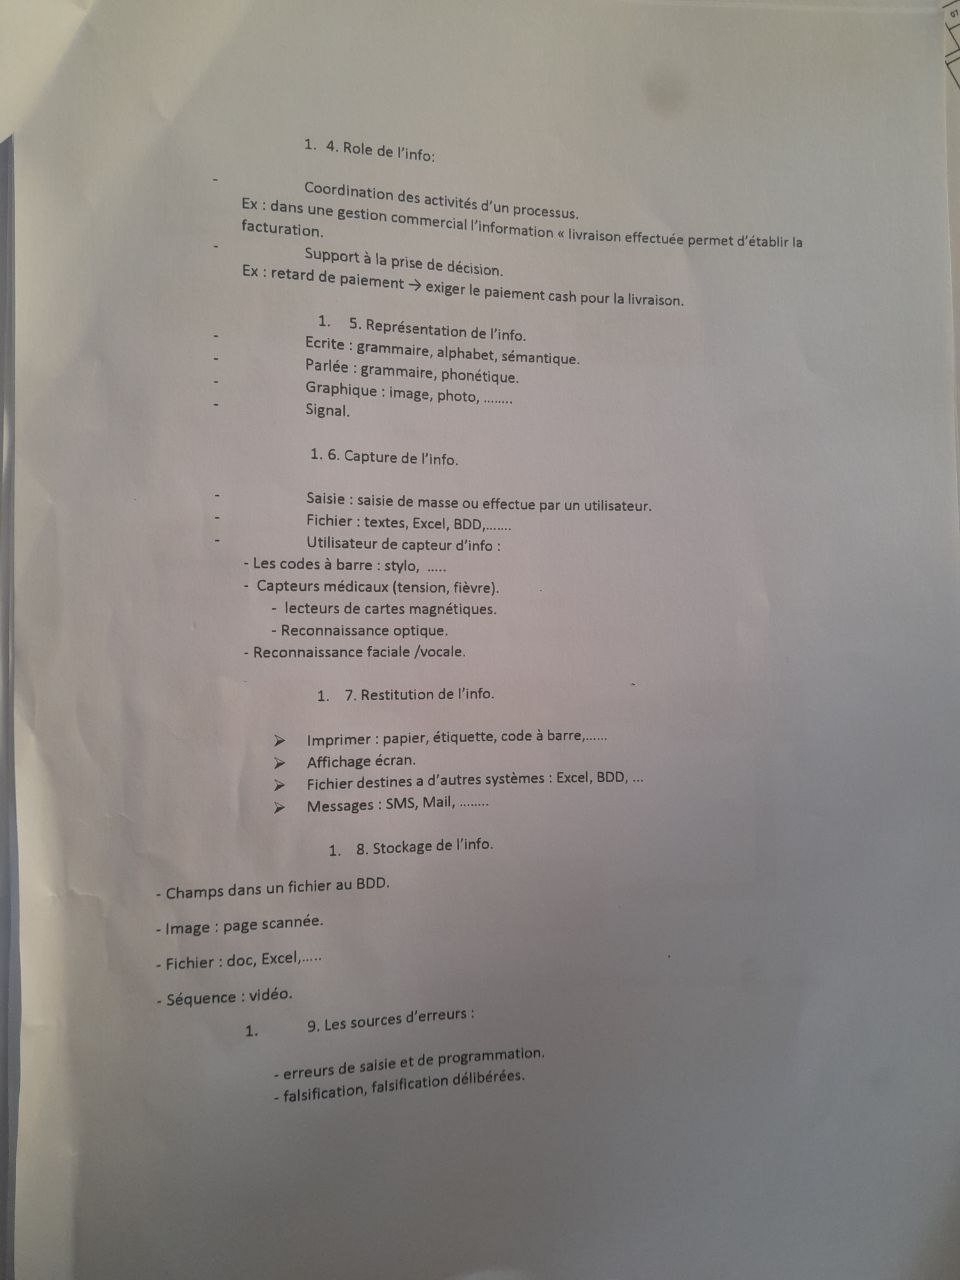 1. 4. Role de l'info:
- Coordination des activités d'un processus.
Ex : dans une gestion commercial l'information « livraison effectuée permet d'établir la
facturation.
- Support à la prise de décision.
Ex : retard de paiement → exiger le paiement cash pour la livraison.
1. 5. Représentation de l'info.
- Ecrite : grammaire, alphabet, sémantique.
- Parlée : grammaire, phonétique.
- Graphique : image, photo, ........
- Signal.
1. 6. Capture de l'info.
- Saisie : saisie de masse ou effectue par un utilisateur.
- Fichier : textes, Excel, BDD,.......
- Utilisateur de capteur d'info :
- Les codes à barre : stylo, .....
- Capteurs médicaux (tension, fièvre).
- lecteurs de cartes magnétiques.
- Reconnaissance optique.
- Reconnaissance faciale /vocale.
1. 7. Restitution de l'info.
➢ Imprimer : papier, étiquette, code à barre,......
➢ Affichage écran.
➢ Fichier destines a d'autres systèmes : Excel, BDD, ...
➢ Messages : SMS, Mail, ........
1. 8. Stockage de l'info.
- Champs dans un fichier au BDD.
- Image : page scannée.
- Fichier : doc, Excel,.....
- Séquence : vidéo.
1. 9. Les sources d'erreurs :
- erreurs de saisie et de programmation.
- falsification, falsification délibérées.